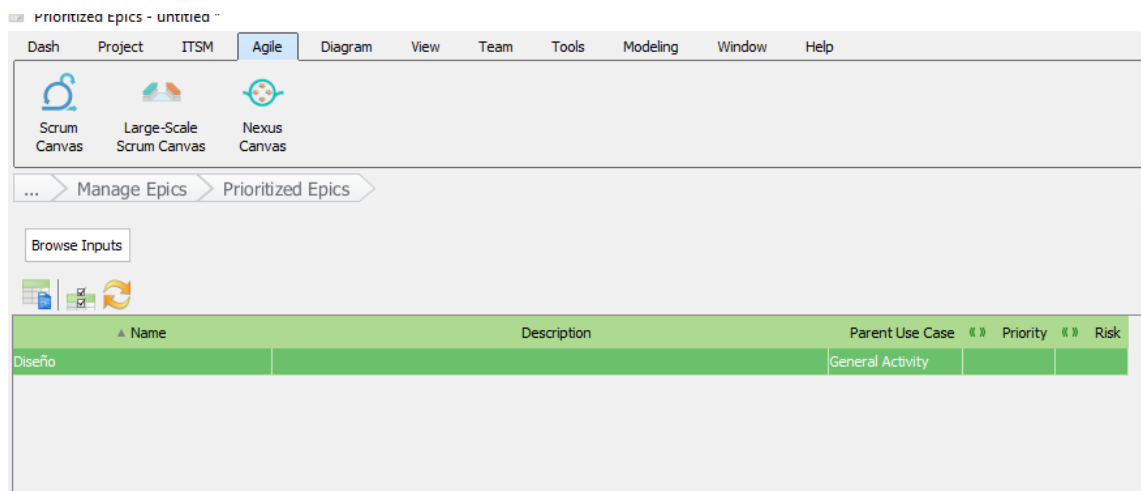 Prioritized Epics - untitled *
Dash Project ITSM Agile Diagram View Team Tools Modeling Window Help
Scrum Canvas
Large-Scale Scrum Canvas
Nexus Canvas
... Manage Epics Prioritized Epics
Browse Inputs
Name Description Parent Use Case Priority Risk
Diseño General Activity